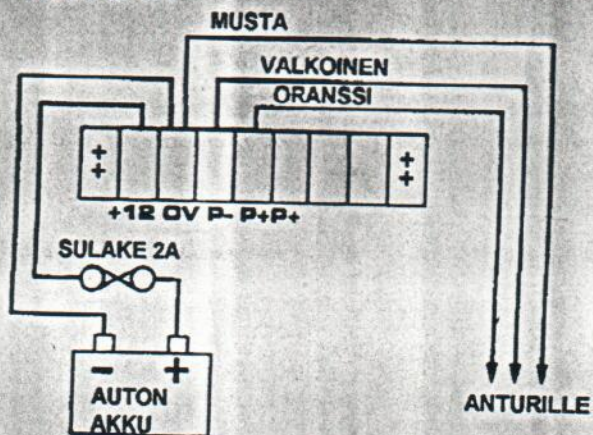 MUSTA
VALKOINEN
ORANSSI
+12 0V P- P+P+
SULAKE 2A
- +
AUTON
AKKU
ANTURILLE